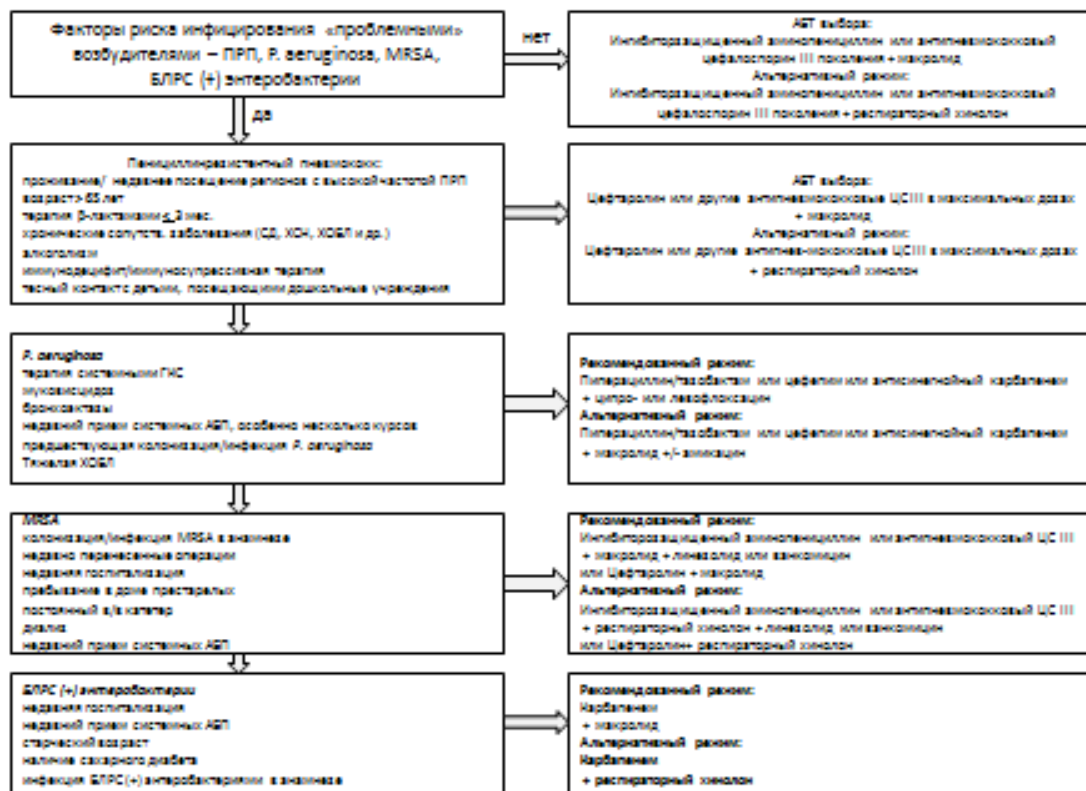 Факторы риска инфицирования «проблемными»
возбудителями – ПРП, P. aeruginosa, MRSA,
БЛРС (+) энтеробактерии
нет
АБТ выбора:
Ингибиторзащищенный аминопенициллин или антипневмококковый
цефалоспорин III поколения + макролид
Альтернативный режим:
Ингибиторзащищенный аминопенициллин или антипневмококковый
цефалоспорин III поколения + респираторный хинолон
да
Пенициллинрезистентный пневмококк:
проживание/ недавнее посещение регионов с высокой частотой ПРП
возраст > 65 лет
терапия β-лактамами ≤ 3 мес.
хронические сопутств. заболевания (СД, ХСН, ХОБЛ и др.)
алкоголизм
иммунодефицит/иммуносупрессивная терапия
тесный контакт с детьми, посещающими дошкольные учреждения
АБТ выбора:
Цефтаролин или другие антипневмококковые ЦС III в максимальных дозах
+ макролид
Альтернативный режим:
Цефтаролин или другие антипнев-мококковые ЦС III в максимальных дозах
+ респираторный хинолон
P. aeruginosa
терапия системными ГКС
муковисцидоз
бронхоэктазы
недавний прием системных АБП, особенно несколько курсов
предшествующая колонизация/инфекция P. aeruginosa
Тяжелая ХОБЛ
Рекомендованный режим:
Пиперациллин/тазобактам или цефепим или антисинегнойный карбапенем
+ ципро- или левофлоксацин
Альтернативный режим:
Пиперациллин/тазобактам или цефепим или антисинегнойный карбапенем
+ макролид +/- амикацин
MRSA
колонизация/инфекция MRSA в анамнезе
недавно перенесенные операции
недавняя госпитализация
пребывание в доме престарелых
постоянный в/в катетер
диализ
недавний прием системных АБП
Рекомендованный режим:
Ингибиторзащищенный аминопенициллин или антипневмококковый ЦС III
+ макролид + линезолид или ванкомицин
или Цефтаролин + макролид
Альтернативный режим:
Ингибиторзащищенный аминопенициллин или антипневмококковый ЦС III
+ респираторный хинолон + линезолид или ванкомицин
или Цефтаролин+ респираторный хинолон
БЛРС (+) энтеробактерии
недавняя госпитализация
недавний прием системных АБП
старческий возраст
наличие сахарного диабета
инфекция БЛРС (+) энтеробактериями в анамнезе
Рекомендованный режим:
Карбапенем
+ макролид
Альтернативный режим:
Карбапенем
+ респираторный хинолон